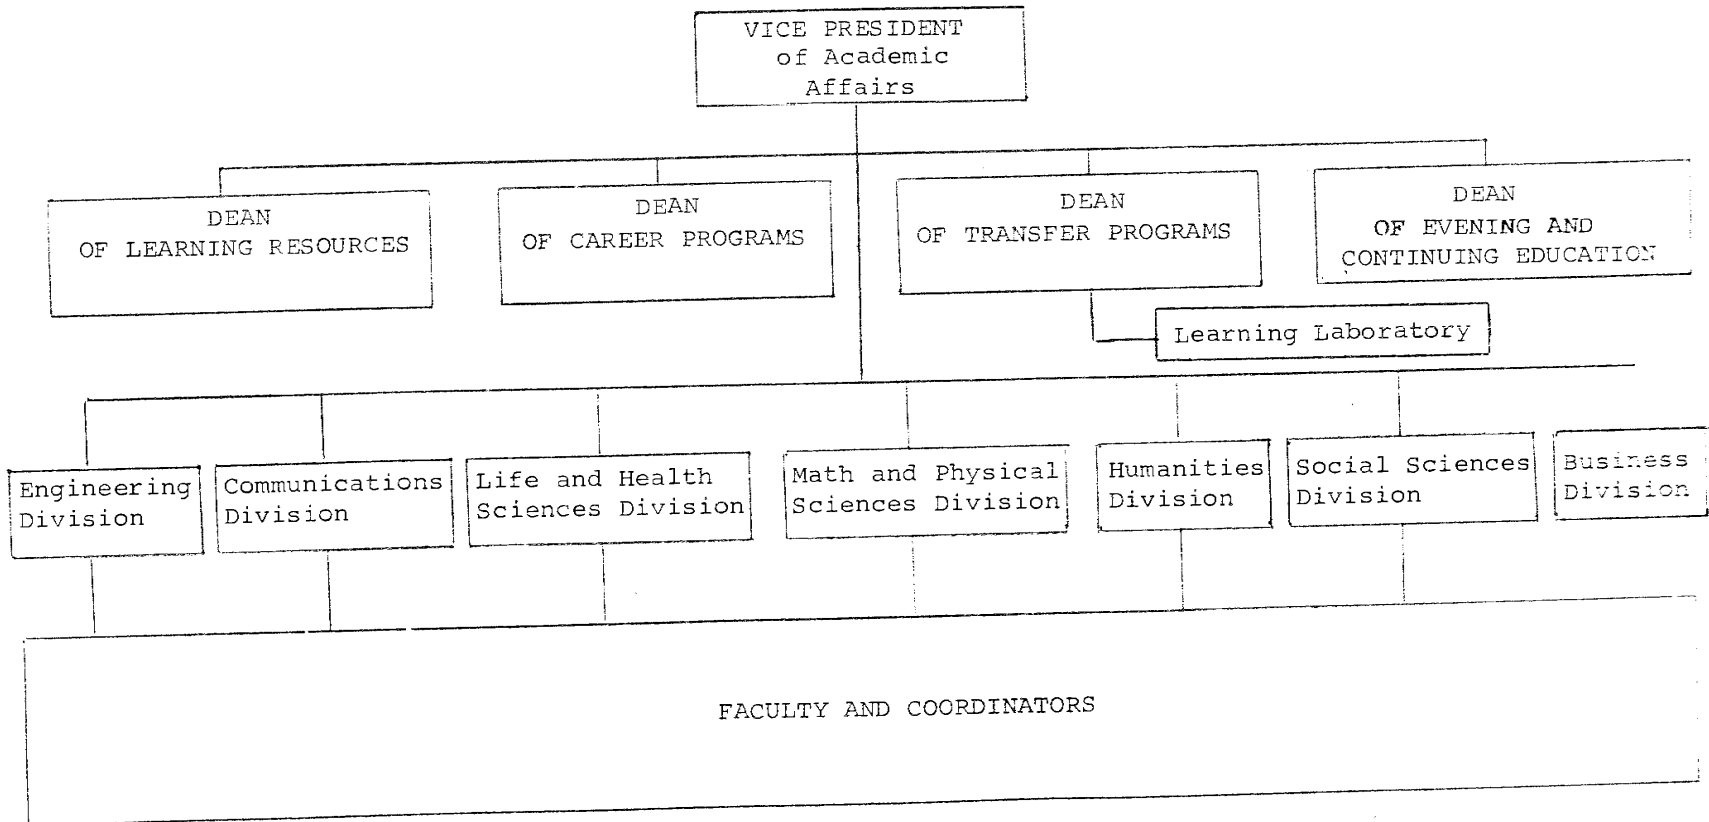 VICE PRESIDENT
of Academic
Affairs
DEAN
OF LEARNING RESOURCES
DEAN
OF CAREER PROGRAMS
DEAN
OF TRANSFER PROGRAMS
DEAN
OF EVENING AND
CONTINUING EDUCATION
Learning Laboratory
Engineering
Division
Communications
Division
Life and Health
Sciences Division
Math and Physical
Sciences Division
Humanities
Division
Social Sciences
Division
Business
Division
FACULTY AND COORDINATORS